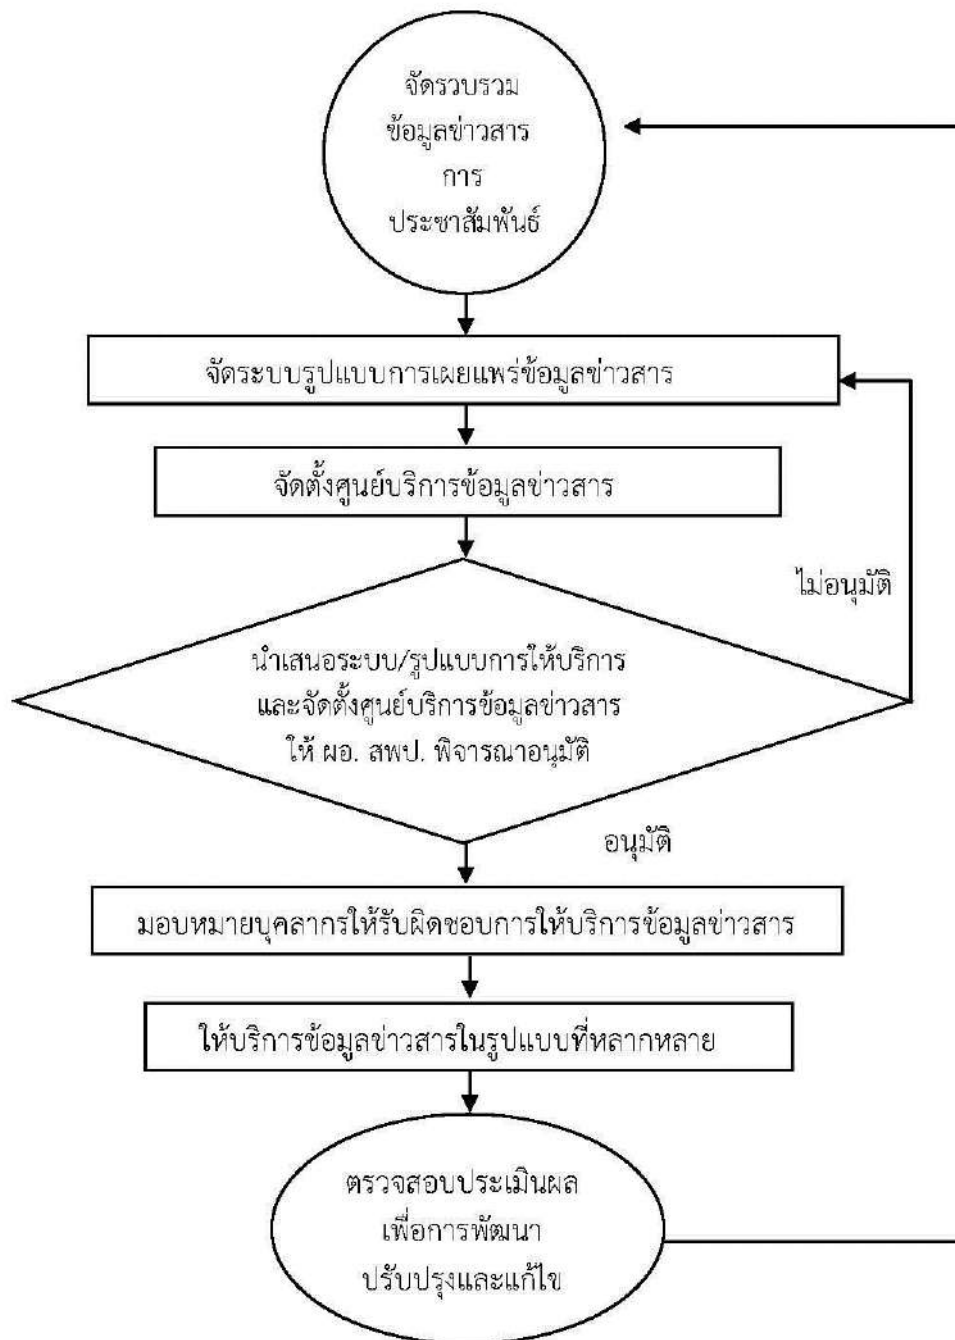 จัดรวบรวม
ข้อมูลข่าวสาร
การ
ประชาสัมพันธ์
จัดระบบรูปแบบการเผยแพร่ข้อมูลข่าวสาร
จัดตั้งศูนย์บริการข้อมูลข่าวสาร
ไม่อนุมัติ
นำเสนอระบบ/รูปแบบการให้บริการ
และจัดตั้งศูนย์บริการข้อมูลข่าวสาร
ให้ ผอ. สพป. พิจารณาอนุมัติ
อนุมัติ
มอบหมายบุคลากรให้รับผิดชอบการให้บริการข้อมูลข่าวสาร
ให้บริการข้อมูลข่าวสารในรูปแบบที่หลากหลาย
ตรวจสอบประเมินผล
เพื่อการพัฒนา
ปรับปรุงและแก้ไข